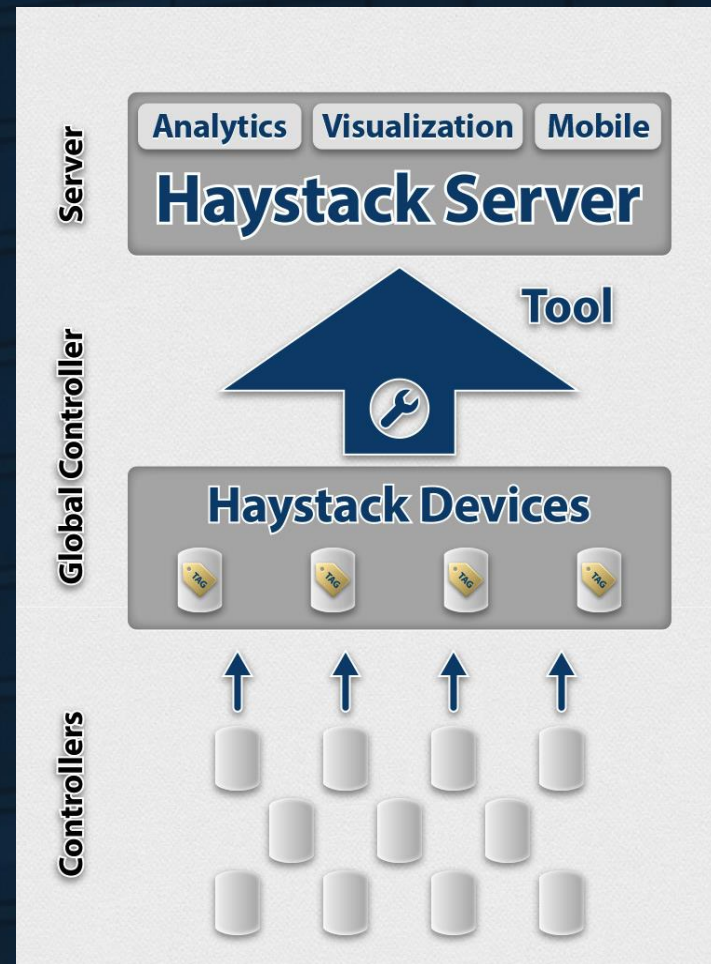 Server
Analytics
Visualization
Mobile
Haystack Server
Tool
Global Controller
Haystack Devices
TAG
TAG
TAG
TAG
Controllers